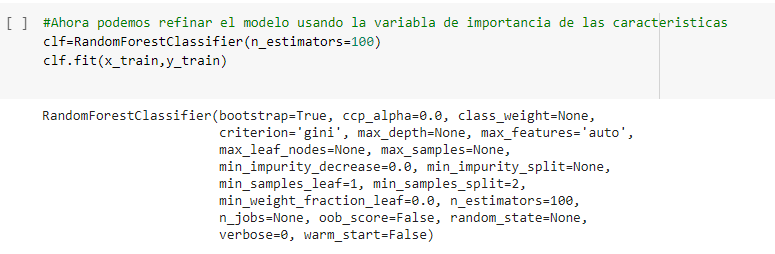 [ ] #Ahora podemos refinar el modelo usando la variabla de importancia de las caracteristicas
clf=RandomForestClassifier(n_estimators=100)
clf.fit(x_train,y_train)
RandomForestClassifier(bootstrap=True, ccp_alpha=0.0, class_weight=None,
criterion='gini', max_depth=None, max_features='auto',
max_leaf_nodes=None, max_samples=None,
min_impurity_decrease=0.0, min_impurity_split=None,
min_samples_leaf=1, min_samples_split=2,
min_weight_fraction_leaf=0.0, n_estimators=100,
n_jobs=None, oob_score=False, random_state=None,
verbose=0, warm_start=False)